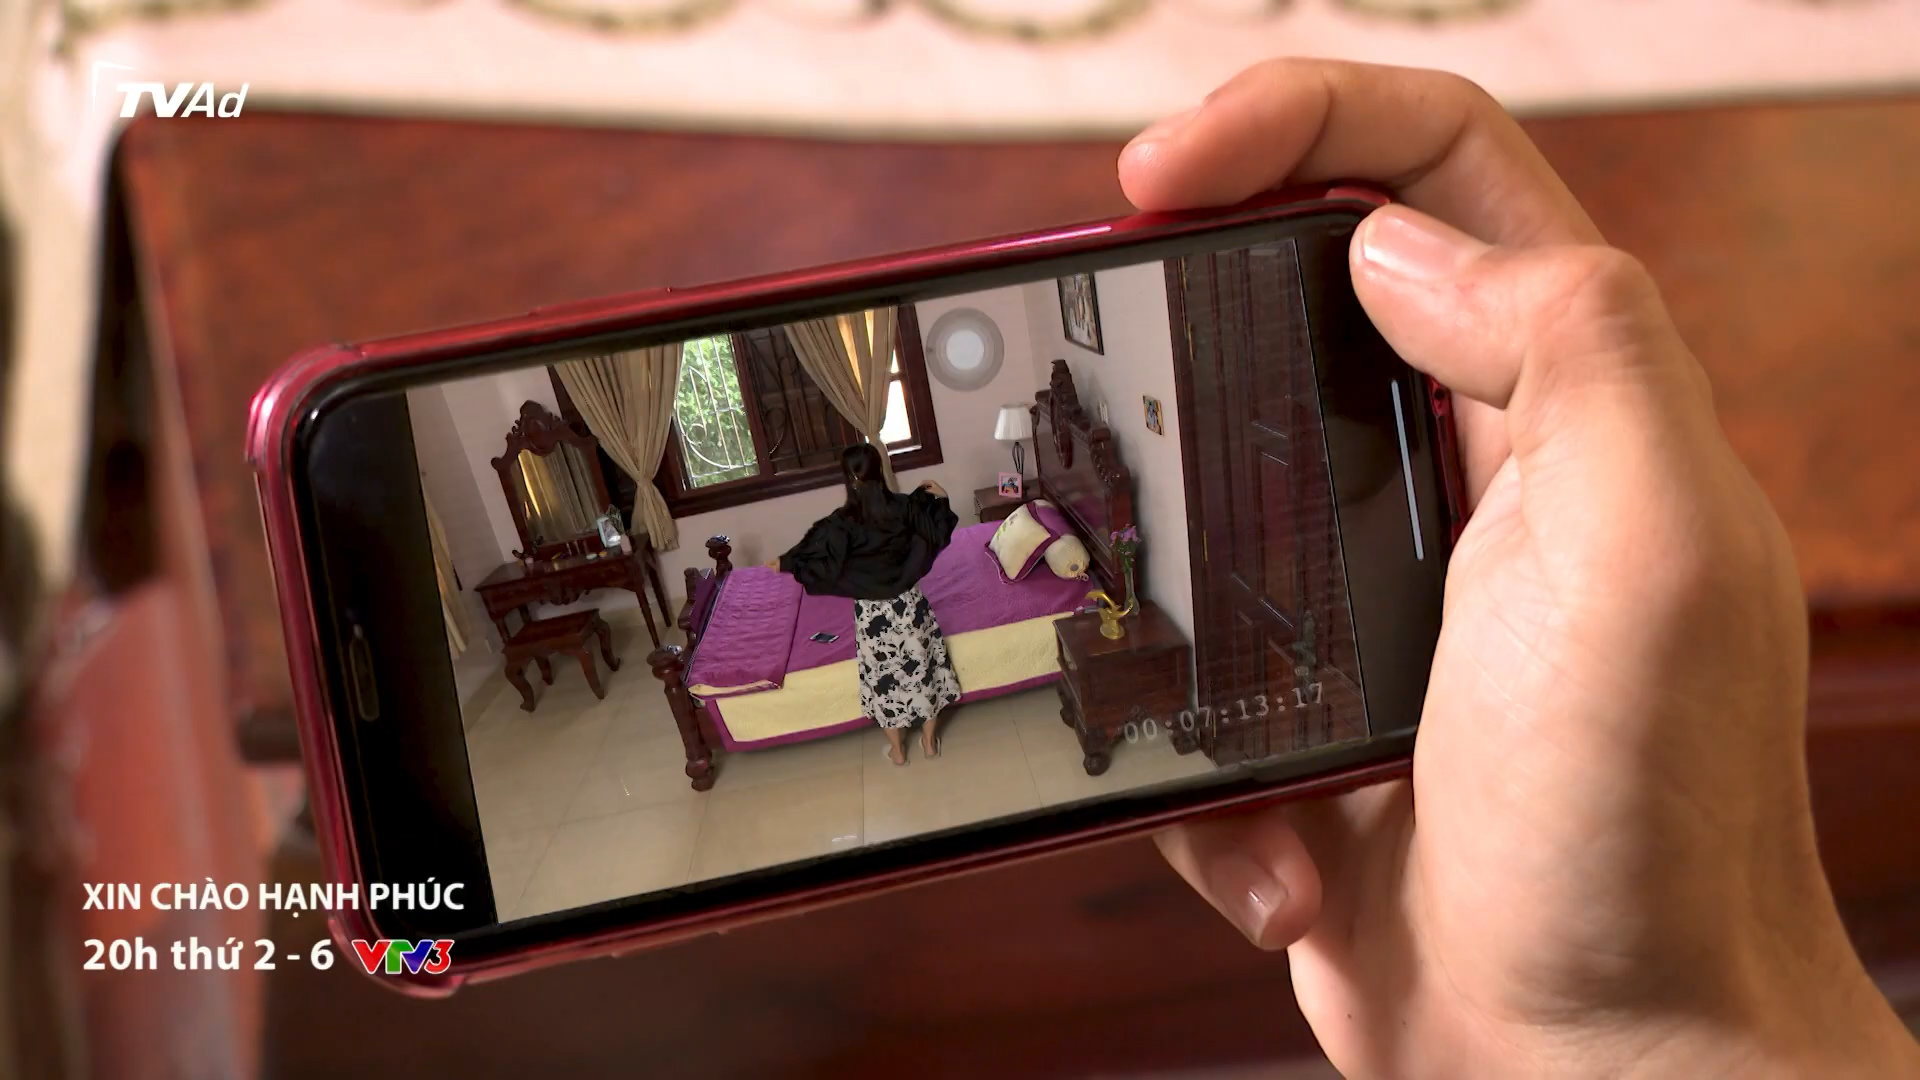 TVAd
00:07:13:17
XIN CHÀO HẠNH PHÚC
20h thứ 2 - 6 VTV3